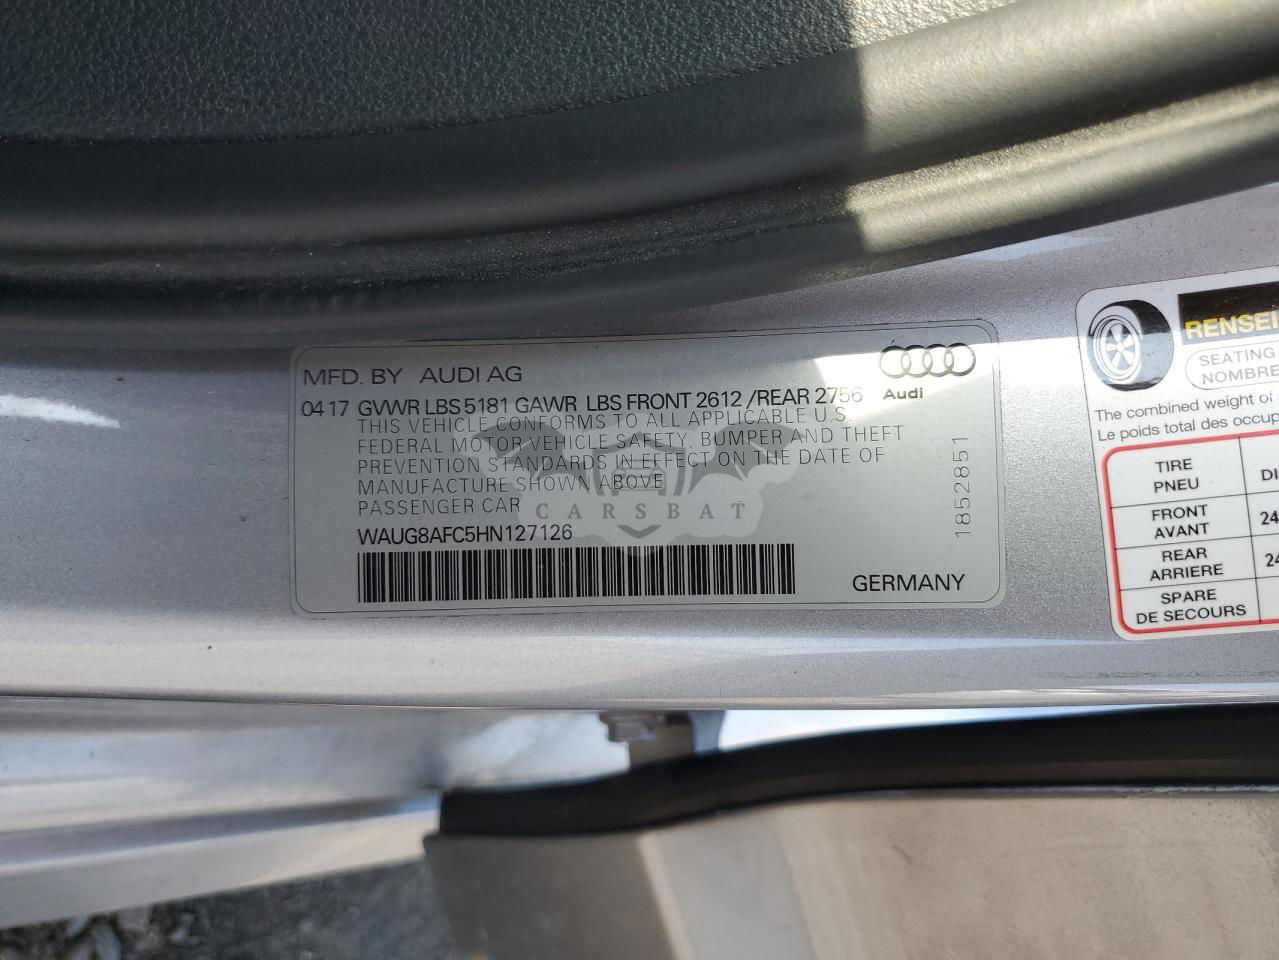 MFD. BY AUDI AG
04 17 GVWR LBS 5181 GAWR LBS FRONT 2612 /REAR 2756
Audi
THIS VEHICLE CONFORMS TO ALL APPLICABLE U.S.
FEDERAL MOTOR VEHICLE SAFETY, BUMPER AND THEFT
PREVENTION STANDARDS IN EFFECT ON THE DATE OF
MANUFACTURE SHOWN ABOVE
PASSENGER CAR
CARSBAT
WAUG8AFC5HN127126
GERMANY
1852851
RENSEI
SEATING
NOMBRE
The combined weight of
Le poids total des occup
TIRE
PNEU
DI
FRONT
AVANT
24
REAR
ARRIERE
24
SPARE
DE SECOURS